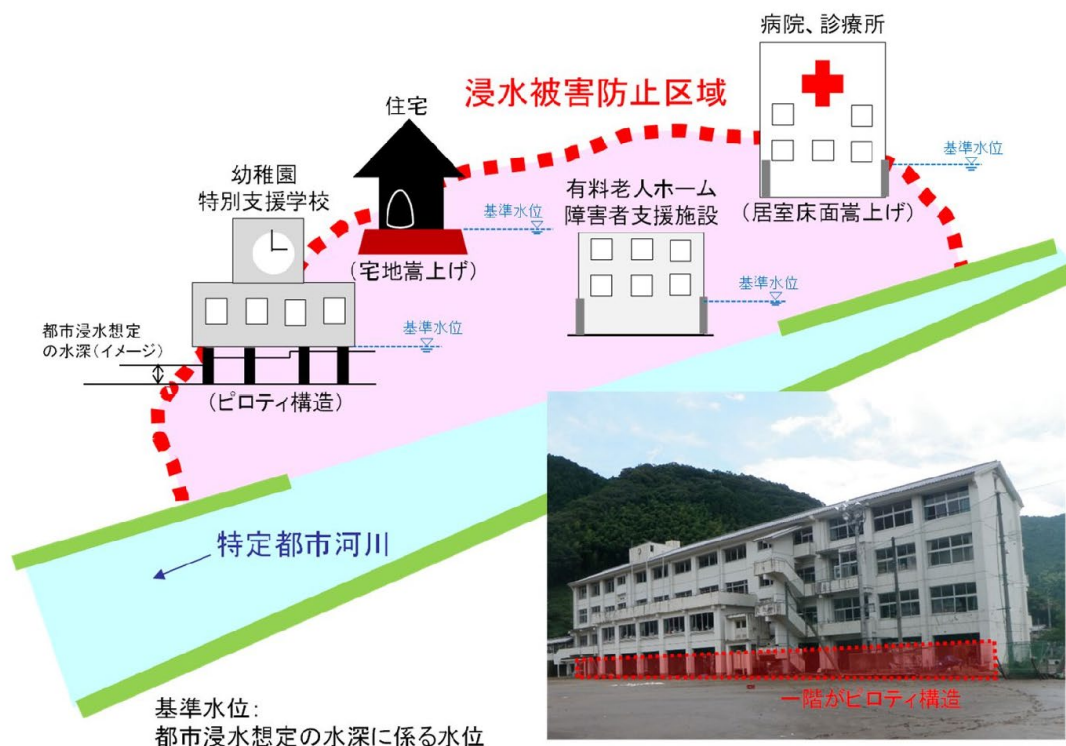 病院、診療所
浸水被害防止区域
住宅
基準水位
幼稚園
特別支援学校
有料老人ホーム
障害者支援施設
基準水位
(居室床面嵩上げ)
(宅地嵩上げ)
基準水位
都市浸水想定
の水深(イメージ)
基準水位
(ピロティ構造)
特定都市河川
一階がピロティ構造
基準水位:
都市浸水想定の水深に係る水位